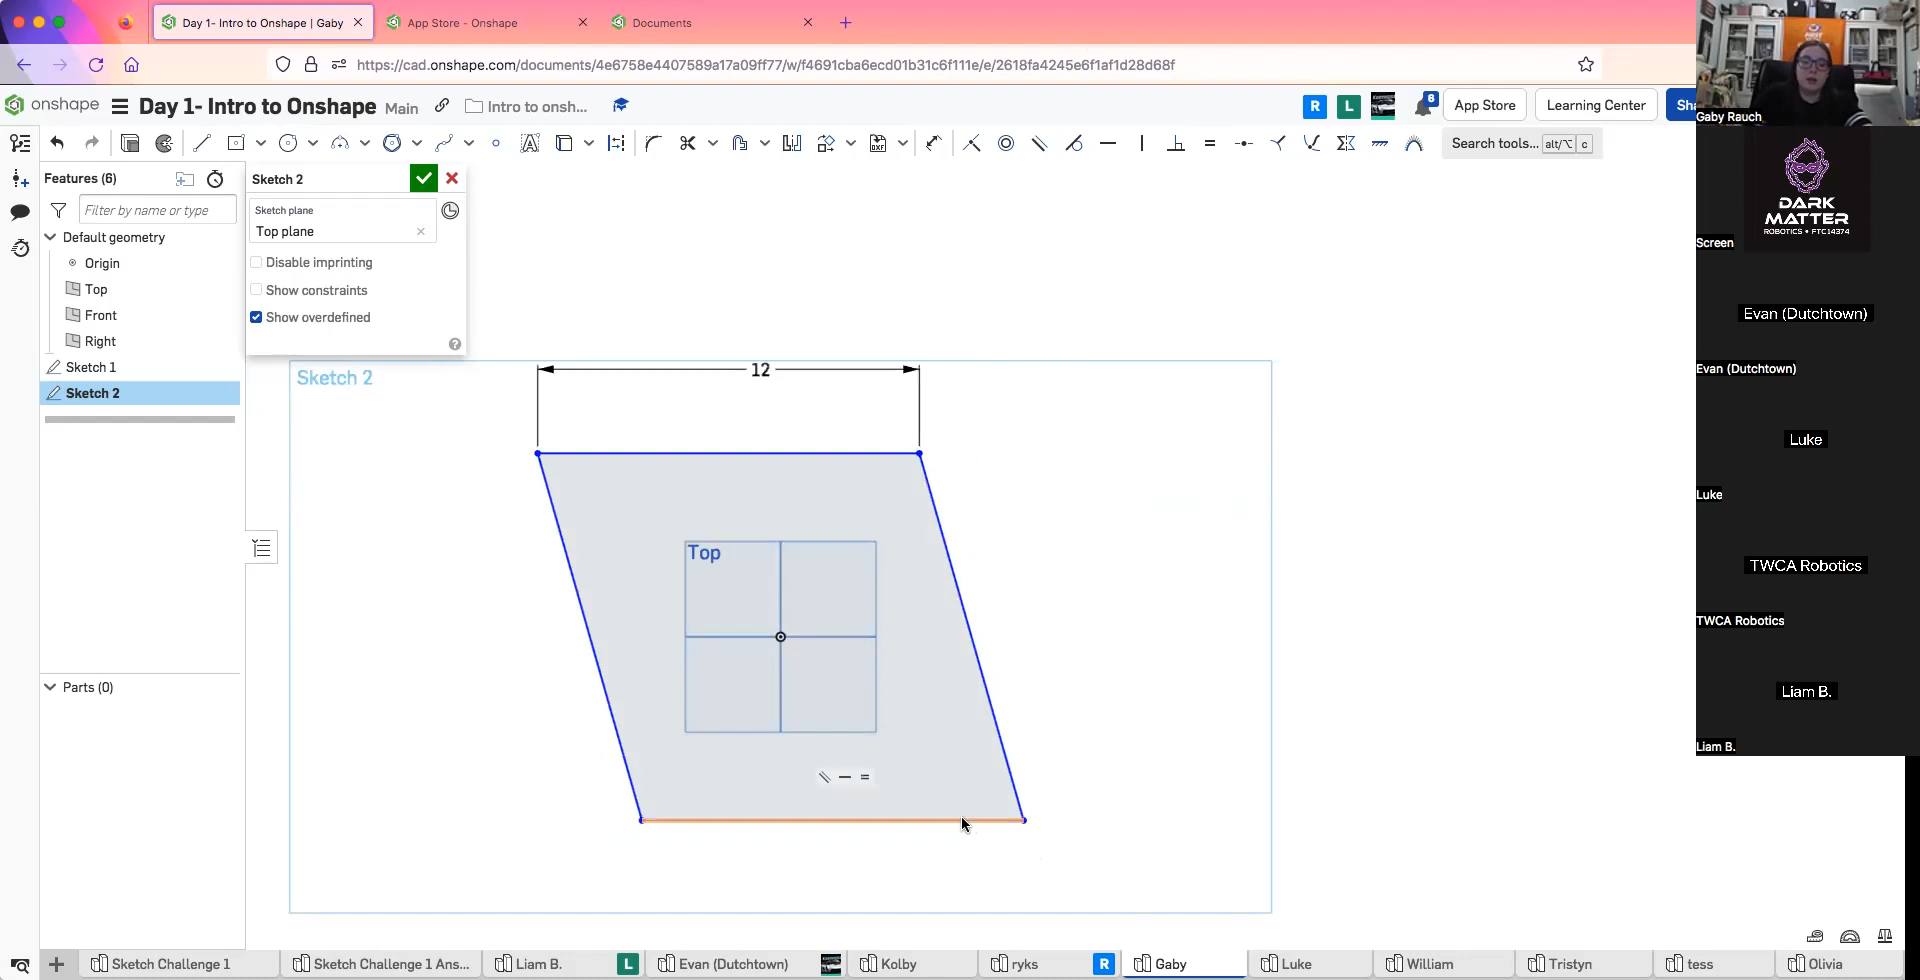 Day 1- Intro to Onshape | Gaby
App Store - Onshape
Documents
https://cad.onshape.com/documents/4e6758e4407589a17a09ff77/w/f4691cba6ecd01b31c6f111e/e/2618fa4245e6f1af1d28d68f
onshape
Day 1- Intro to Onshape
Main
Intro to onsh...
R
L
6
App Store
Learning Center
Sha
Search tools...
alt/⌥
c
Features (6)
Filter by name or type
Default geometry
Origin
Top
Front
Right
Sketch 1
Sketch 2
Parts (0)
Sketch 2
Sketch plane
Top plane
Disable imprinting
Show constraints
Show overdefined
Sketch 2
12
Top
Gaby Rauch
DARK
MATTER
ROBOTICS • FTC14374
Screen
Evan (Dutchtown)
Evan (Dutchtown)
Luke
Luke
TWCA Robotics
TWCA Robotics
Liam B.
Liam B.
Sketch Challenge 1
Sketch Challenge 1 Ans...
Liam B.
L
Evan (Dutchtown)
Kolby
ryks
R
Gaby
Luke
William
Tristyn
tess
Olivia